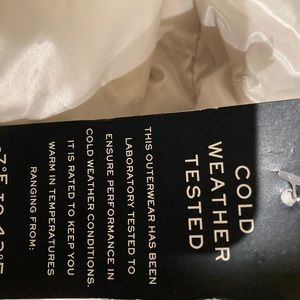 COLD
WEATHER
TESTED
THIS OUTERWEAR HAS BEEN
LABORATORY TESTED TO
ENSURE PERFORMANCE IN
COLD WEATHER CONDITIONS.
IT IS RATED TO KEEP YOU
WARM IN TEMPERATURES
RANGING FROM: